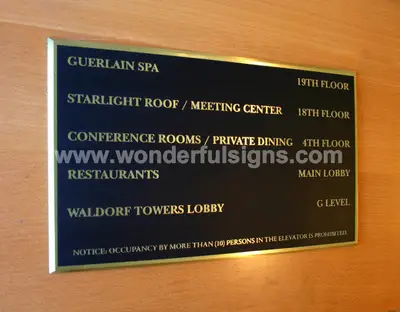 GUERLAIN SPA 19TH FLOOR
STARLIGHT ROOF / MEETING CENTER 18TH FLOOR
CONFERENCE ROOMS / PRIVATE DINING 4TH FLOOR
www.wonderfulsigns.com
RESTAURANTS MAIN LOBBY
WALDORF TOWERS LOBBY G LEVEL
NOTICE: OCCUPANCY BY MORE THAN (10) PERSONS IN THE ELEVATOR IS PROHIBITED